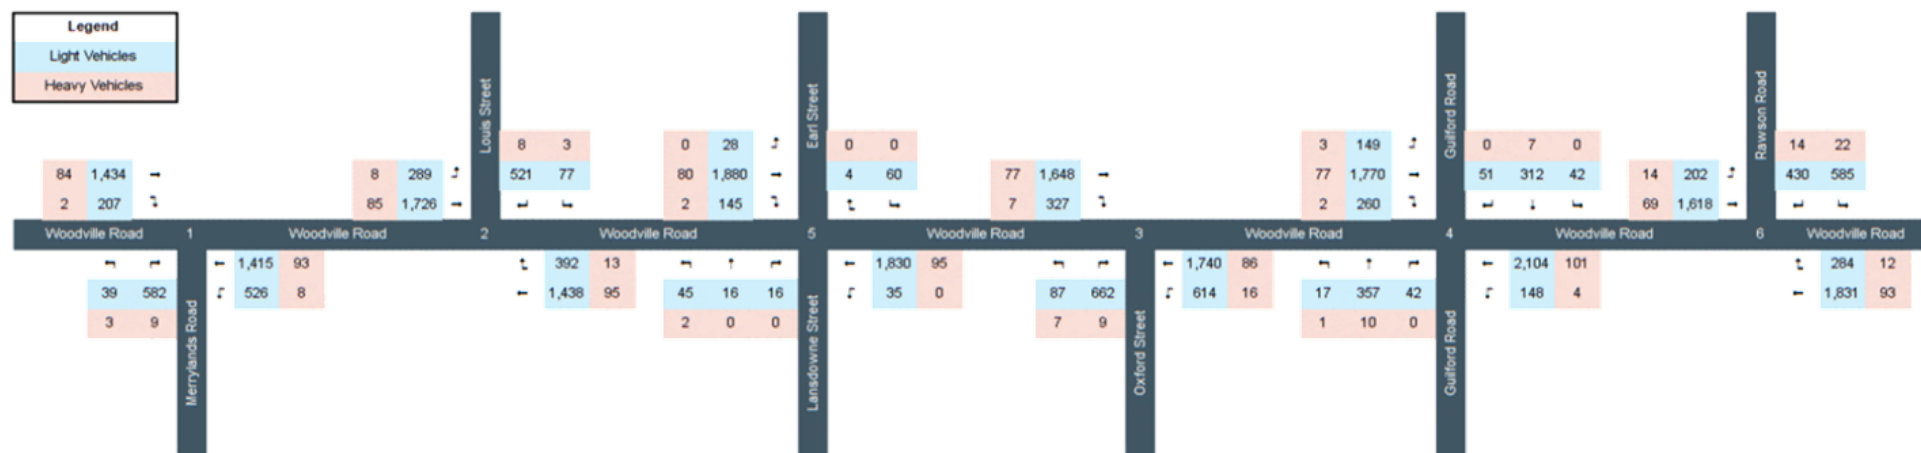 Legend
Light Vehicles
Heavy Vehicles
Louis Street
Earl Street
Guilford Road
Rawson Road
8 3
0 28
0 0
3 149
0 7 0
14 22
84 1,434
8 289
521 77
80 1,880
4 60
77 1,648
77 1,770
51 312 42
14 202
430 585
2 207
85 1,726
2 145
7 327
2 260
69 1,618
Woodville Road 1 Woodville Road 2 Woodville Road 5 Woodville Road 3 Woodville Road 4 Woodville Road 6 Woodville Road
1,415 93
392 13
1,830 95
1,740 86
2,104 101
284 12
39 582
526 8
1,438 95
45 16 16
35 0
87 662
614 16
17 357 42
148 4
1,831 93
3 9
2 0 0
7 9
1 10 0
Merrylands Road
Lansdowne Street
Oxford Street
Guilford Road